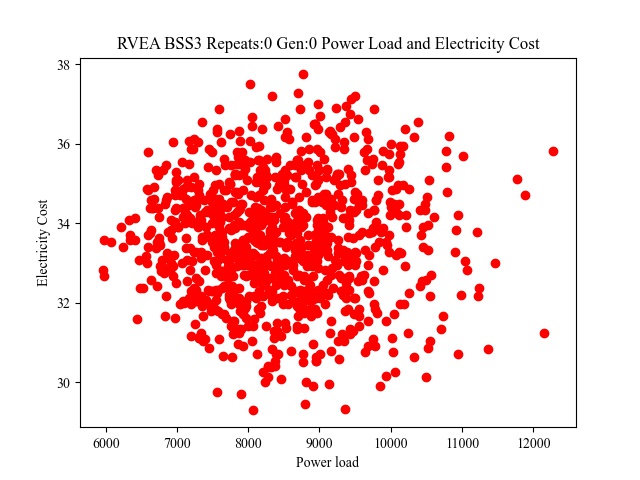 RVEA BSS3 Repeats:0 Gen:0 Power Load and Electricity Cost
38
36
34
32
30
Electricity Cost
6000 7000 8000 9000 10000 11000 12000
Power load